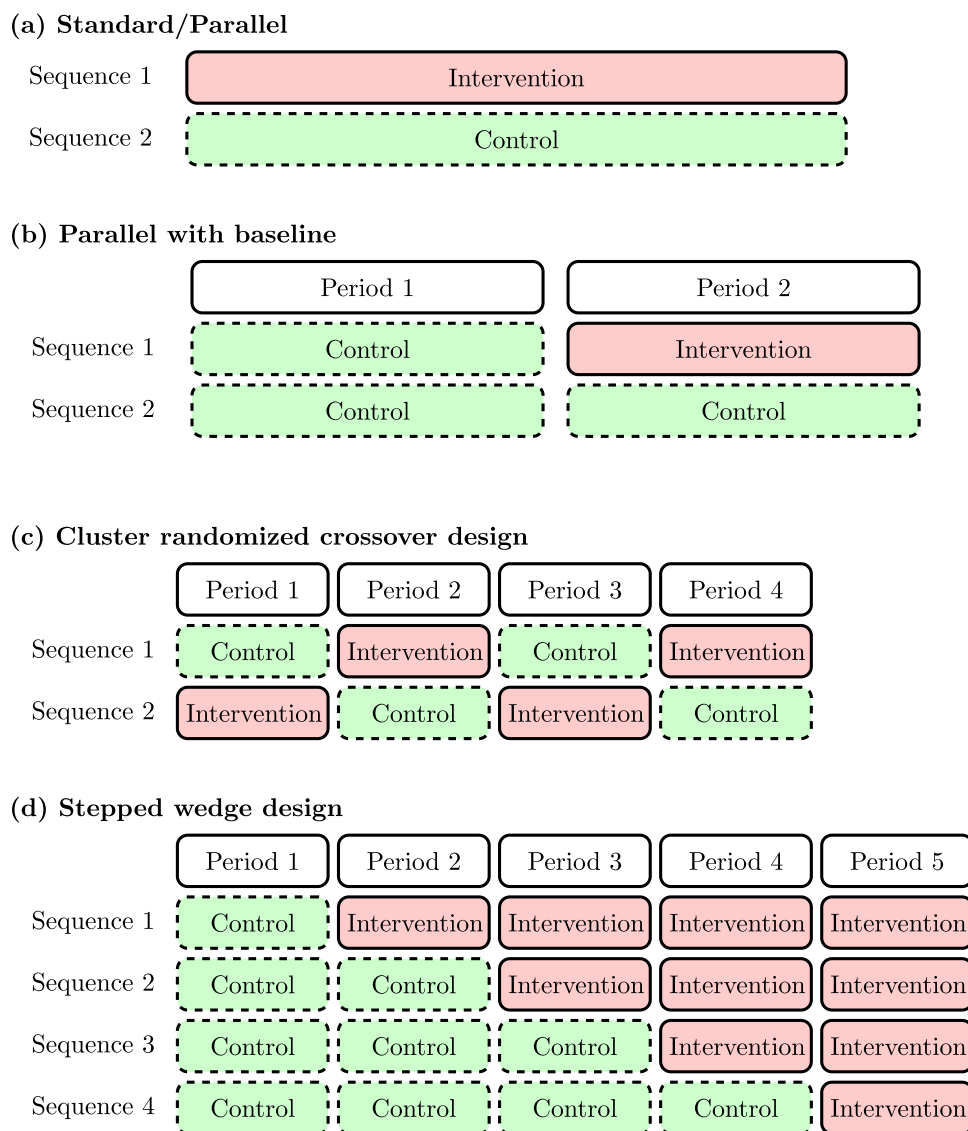 (a) Standard/Parallel
Sequence 1 Intervention
Sequence 2 Control
(b) Parallel with baseline
Period 1 Period 2
Sequence 1 Control Intervention
Sequence 2 Control Control
(c) Cluster randomized crossover design
Period 1 Period 2 Period 3 Period 4
Sequence 1 Control Intervention Control Intervention
Sequence 2 Intervention Control Intervention Control
(d) Stepped wedge design
Period 1 Period 2 Period 3 Period 4 Period 5
Sequence 1 Control Intervention Intervention Intervention Intervention
Sequence 2 Control Control Intervention Intervention Intervention
Sequence 3 Control Control Control Intervention Intervention
Sequence 4 Control Control Control Control Intervention